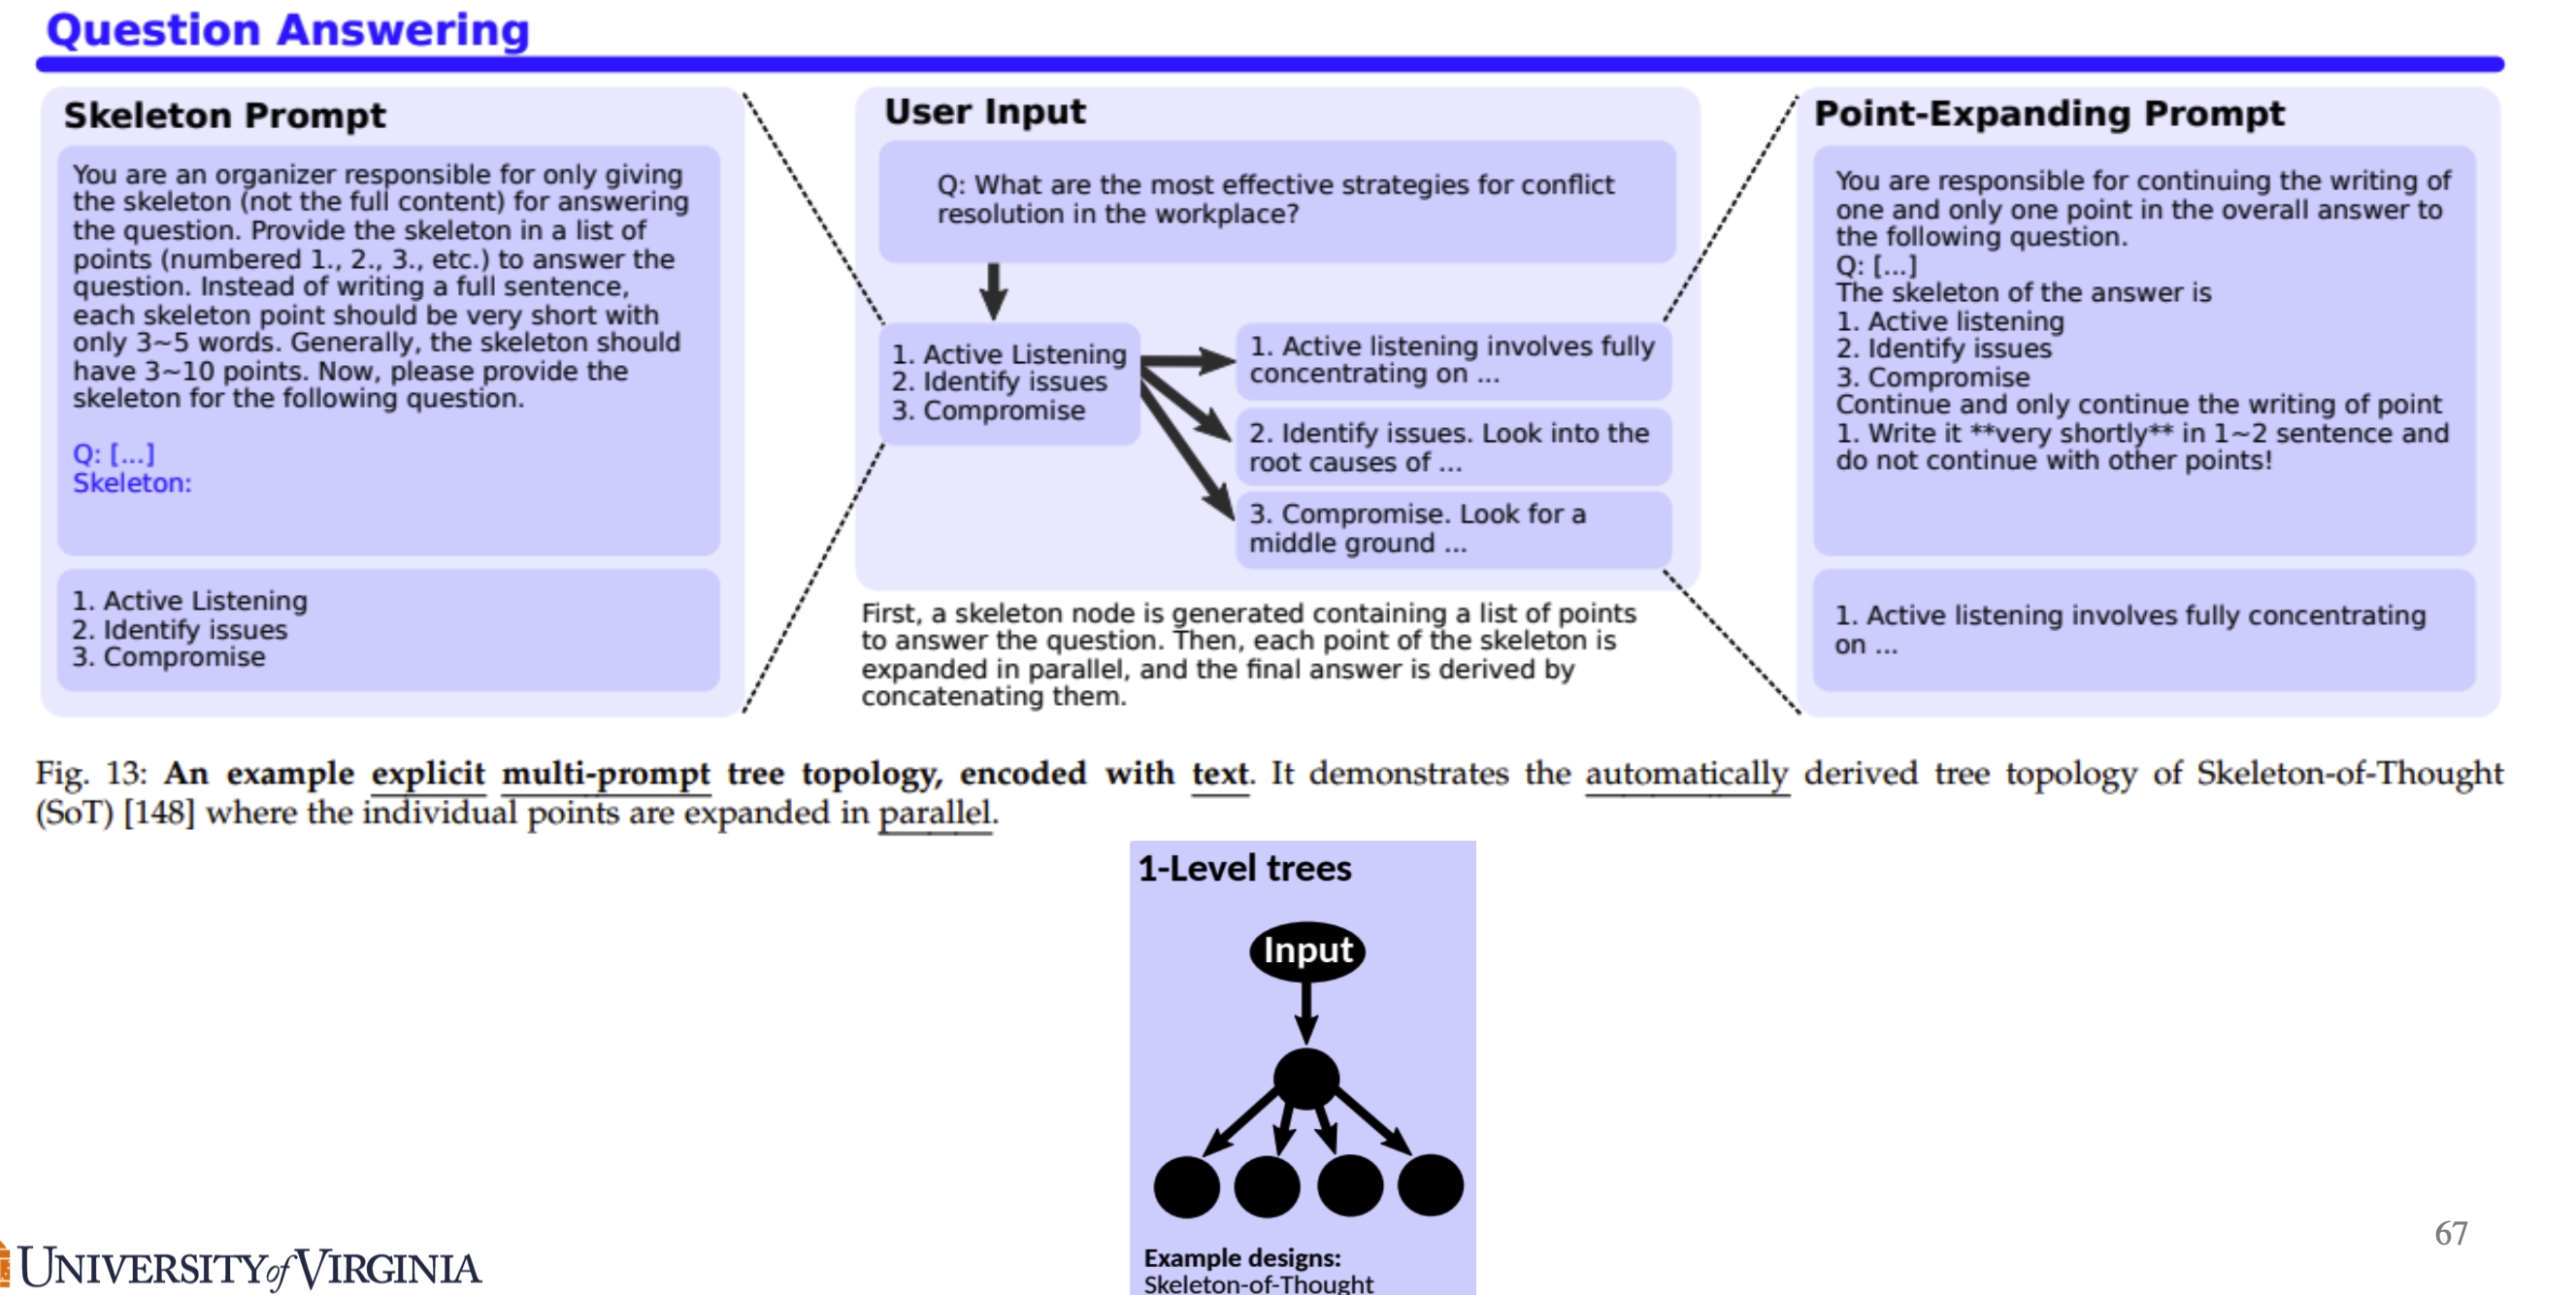 Question Answering
Skeleton Prompt
You are an organizer responsible for only giving
the skeleton (not the full content) for answering
the question. Provide the skeleton in a list of
points (numbered 1., 2., 3., etc.) to answer the
question. Instead of writing a full sentence,
each skeleton point should be very short with
only 3~5 words. Generally, the skeleton should
have 3~10 points. Now, please provide the
skeleton for the following question.
Q: [...]
Skeleton:
1. Active Listening
2. Identify issues
3. Compromise
User Input
Q: What are the most effective strategies for conflict
resolution in the workplace?
1. Active Listening
2. Identify issues
3. Compromise
1. Active listening involves fully
concentrating on ...
2. Identify issues. Look into the
root causes of ...
3. Compromise. Look for a
middle ground ...
First, a skeleton node is generated containing a list of points
to answer the question. Then, each point of the skeleton is
expanded in parallel, and the final answer is derived by
concatenating them.
Point-Expanding Prompt
You are responsible for continuing the writing of
one and only one point in the overall answer to
the following question.
Q: [...]
The skeleton of the answer is
1. Active listening
2. Identify issues
3. Compromise
Continue and only continue the writing of point
1. Write it **very shortly** in 1~2 sentence and
do not continue with other points!
1. Active listening involves fully concentrating
on ...
Fig. 13: An example explicit multi-prompt tree topology, encoded with text. It demonstrates the automatically derived tree topology of Skeleton-of-Thought
(SoT) [148] where the individual points are expanded in parallel.
1-Level trees
Input
Example designs:
Skeleton-of-Thought
UNIVERSITY of VIRGINIA
67